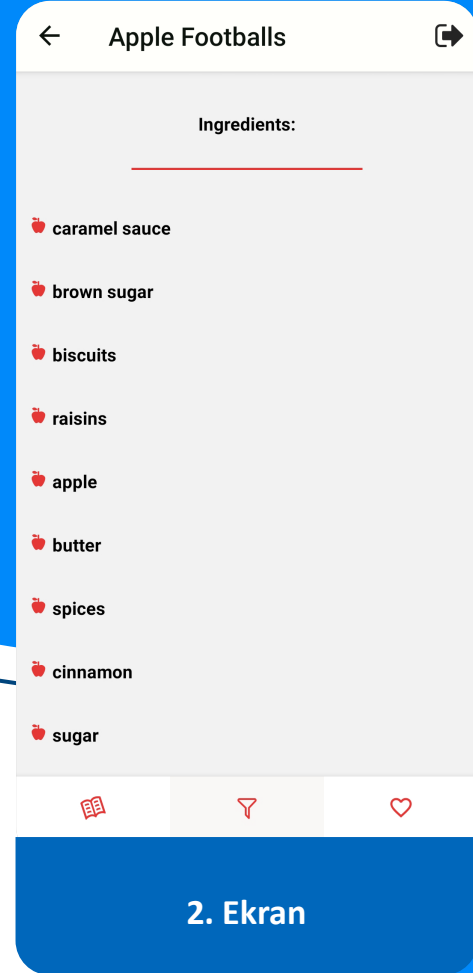 Apple Footballs
Ingredients:
caramel sauce
brown sugar
biscuits
raisins
apple
butter
spices
cinnamon
sugar
2. Ekran